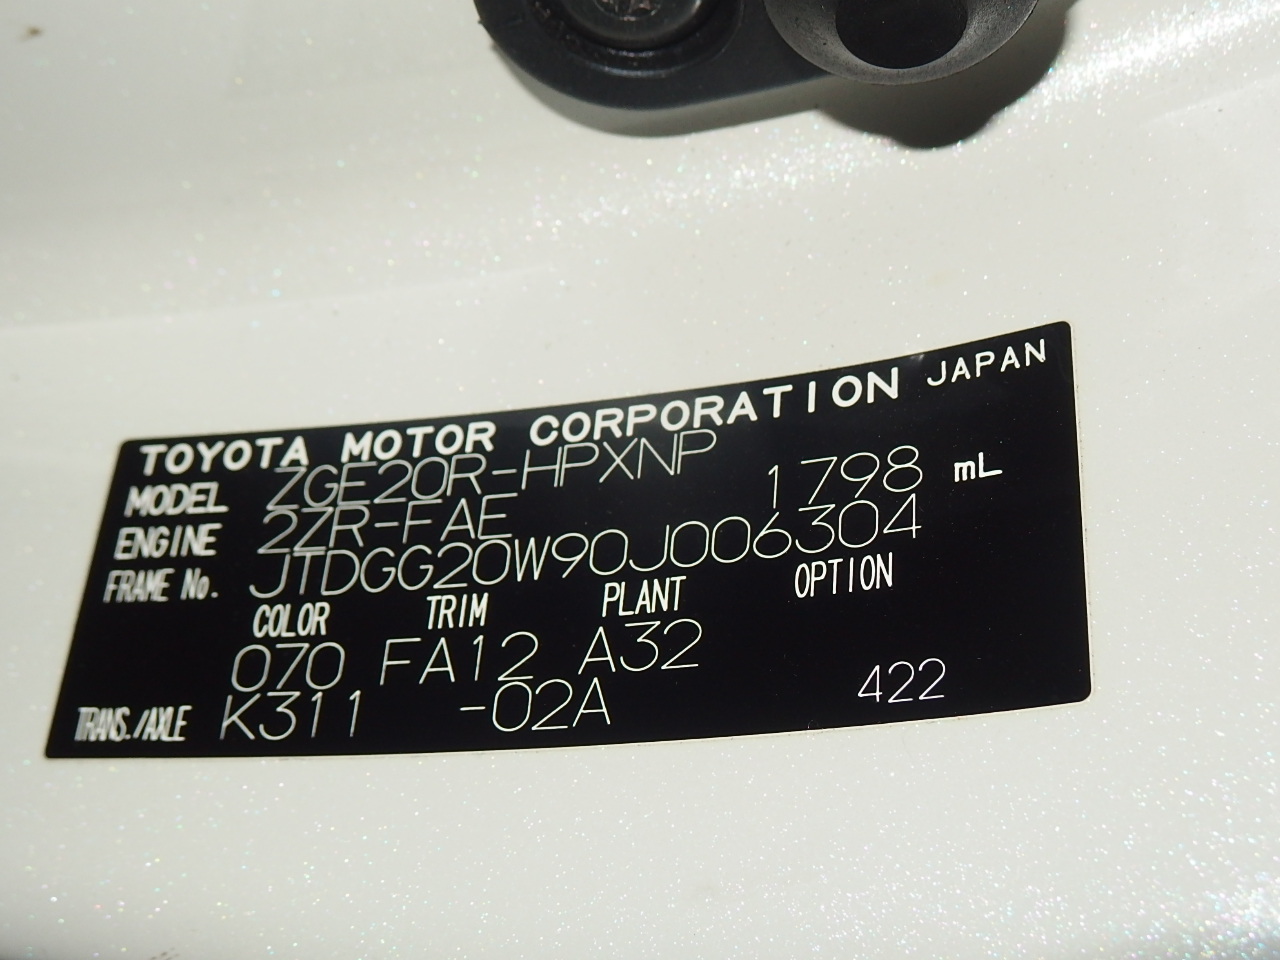 TOYOTA MOTOR CORPORATION JAPAN
MODEL ZGE20R-HPXNP
ENGINE 2ZR-FAE 1798 mL
FRAME No. JTDGG20W90J006304
COLOR TRIM PLANT OPTION
070 FA12 A32
TRANS./AXLE K311 -02A 422